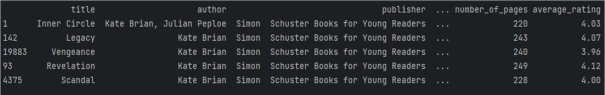 title author publisher ... number_of_pages average_rating
1 Inner Circle Kate Brian, Julian Peploe Simon Schuster Books for Young Readers ... 220 4.03
142 Legacy Kate Brian Simon Schuster Books for Young Readers ... 243 4.07
19883 Vengeance Kate Brian Simon Schuster Books for Young Readers ... 240 3.96
93 Revelation Kate Brian Simon Schuster Books for Young Readers ... 249 4.12
4375 Scandal Kate Brian Simon Schuster Books for Young Readers ... 228 4.00